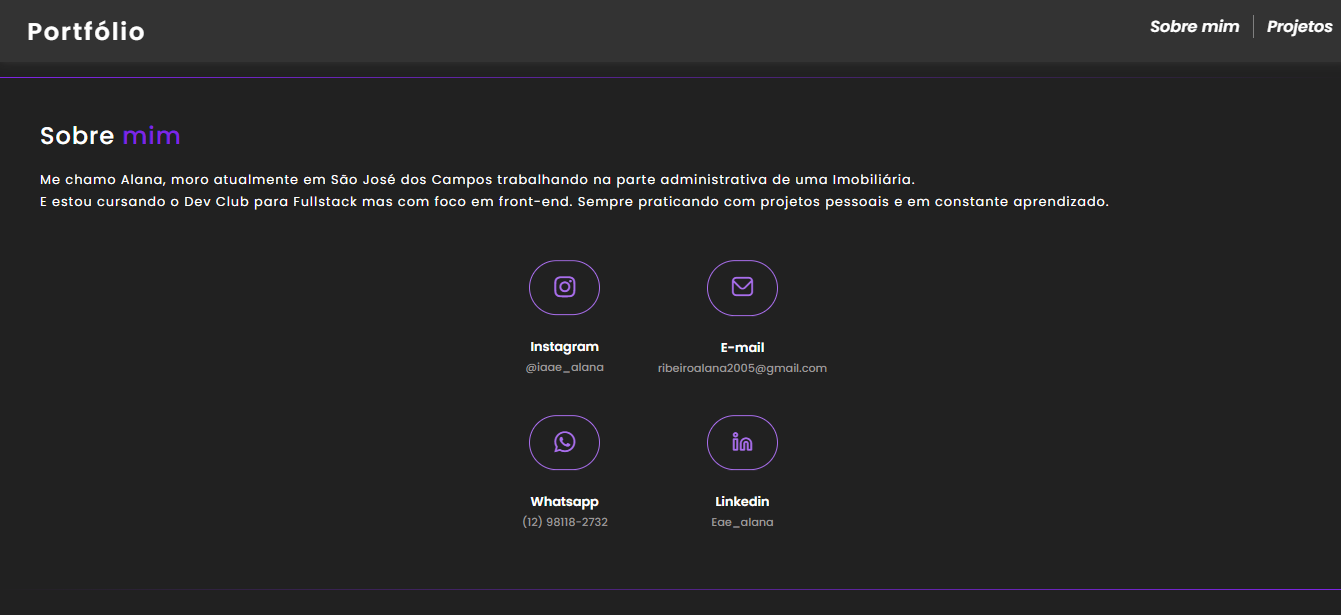 Portfólio
Sobre mim | Projetos
Sobre mim
Me chamo Alana, moro atualmente em São José dos Campos trabalhando na parte administrativa de uma Imobiliária.
E estou cursando o Dev Club para Fullstack mas com foco em front-end. Sempre praticando com projetos pessoais e em constante aprendizado.
Instagram
@iaae_alana
E-mail
ribeiroalana2005@gmail.com
Whatsapp
(12) 98118-2732
Linkedin
Eae_alana